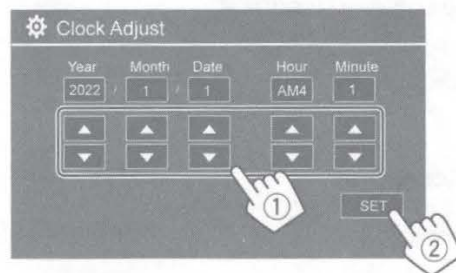 Clock Adjust
Year Month Date Hour Minute
2022 / 1 / 1 AM4 1
①
SET
②